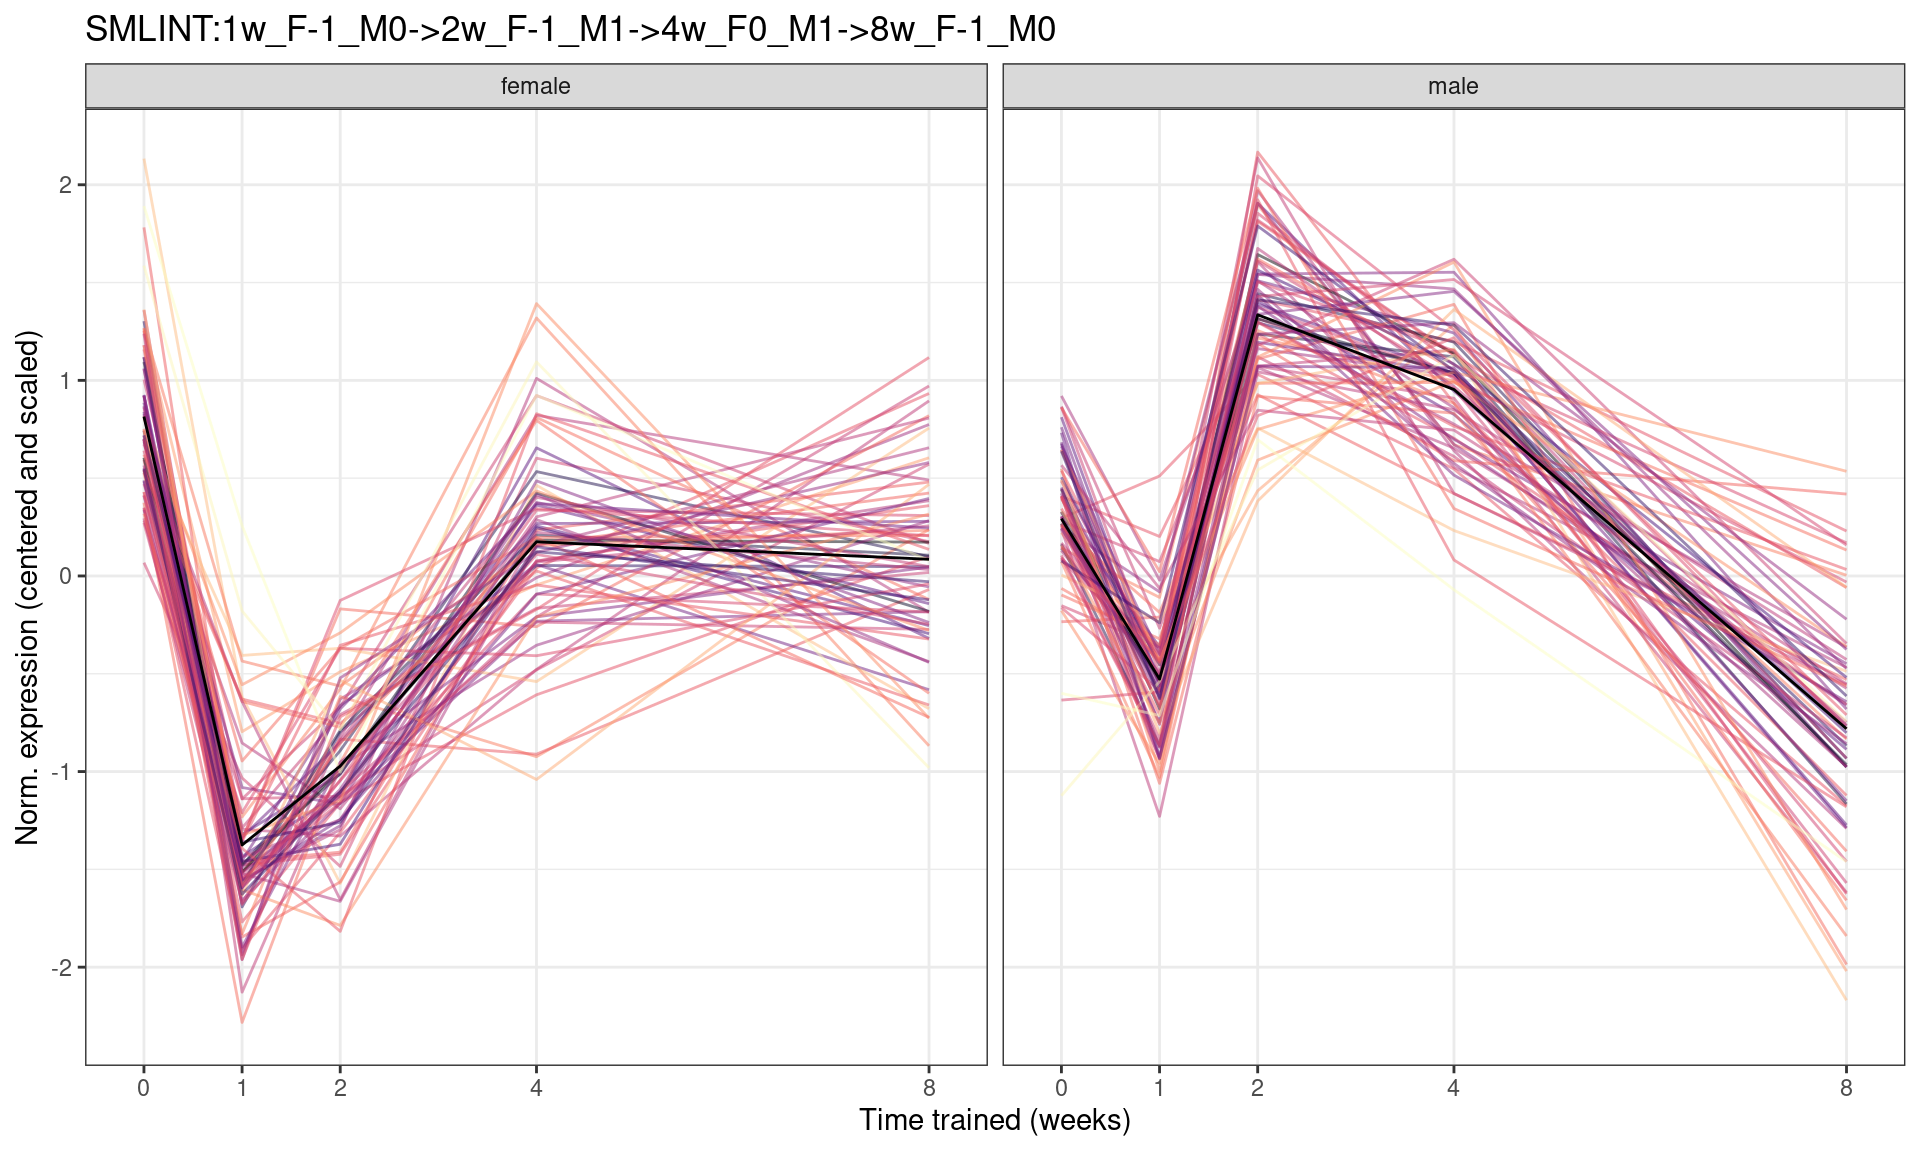 SMLINT:1w_F-1_M0->2w_F-1_M1->4w_F0_M1->8w_F-1_M0
female
male
Norm. expression (centered and scaled)
2
1
0
-1
-2
0 1 2 4 8
0 1 2 4 8
Time trained (weeks)